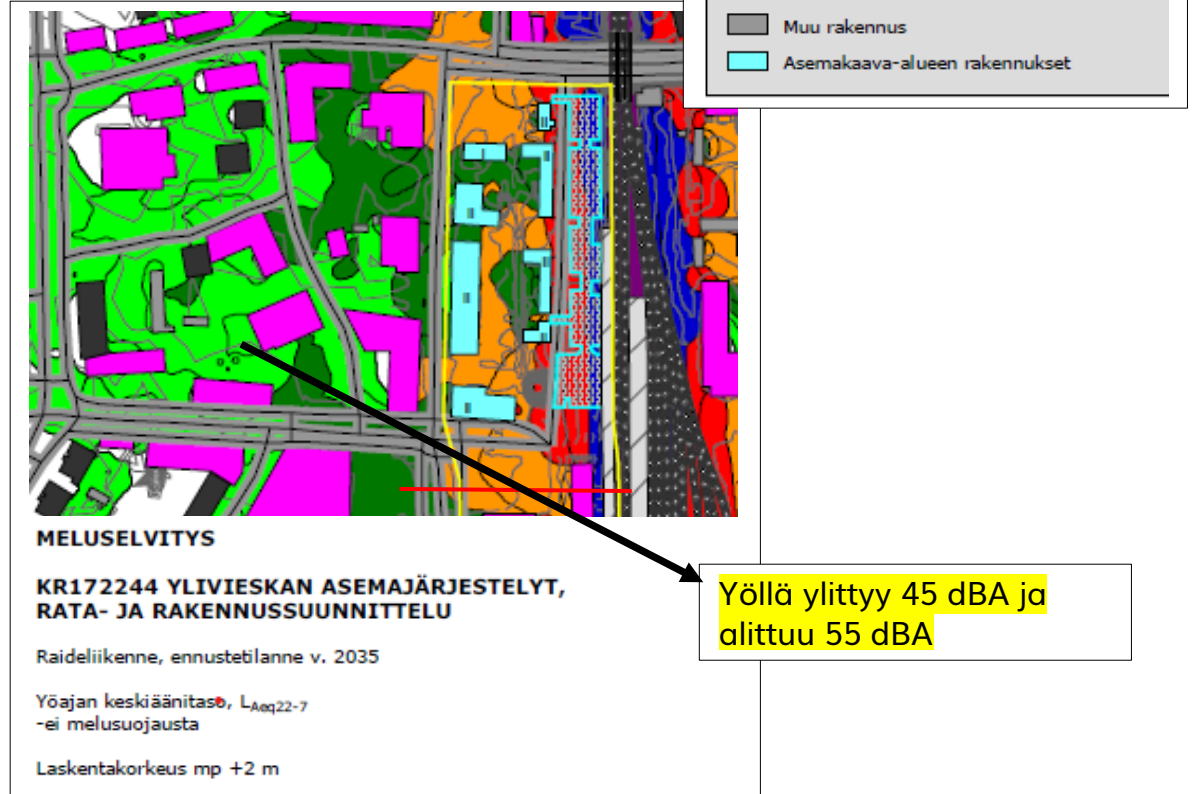 Muu rakennus
Asemakaava-alueen rakennukset
MELUSELVITYS
KR172244 YLIVIESKAN ASEMAJÄRJESTELYT,
RATA- JA RAKENNUSSUUNNITTELU
Raideliikenne, ennustetilanne v. 2035
Yöajan keskiäänitaso, LAeq22-7
-ei melusuojausta
Laskentakorkeus mp +2 m
Yöllä ylittyy 45 dBA ja
alittuu 55 dBA